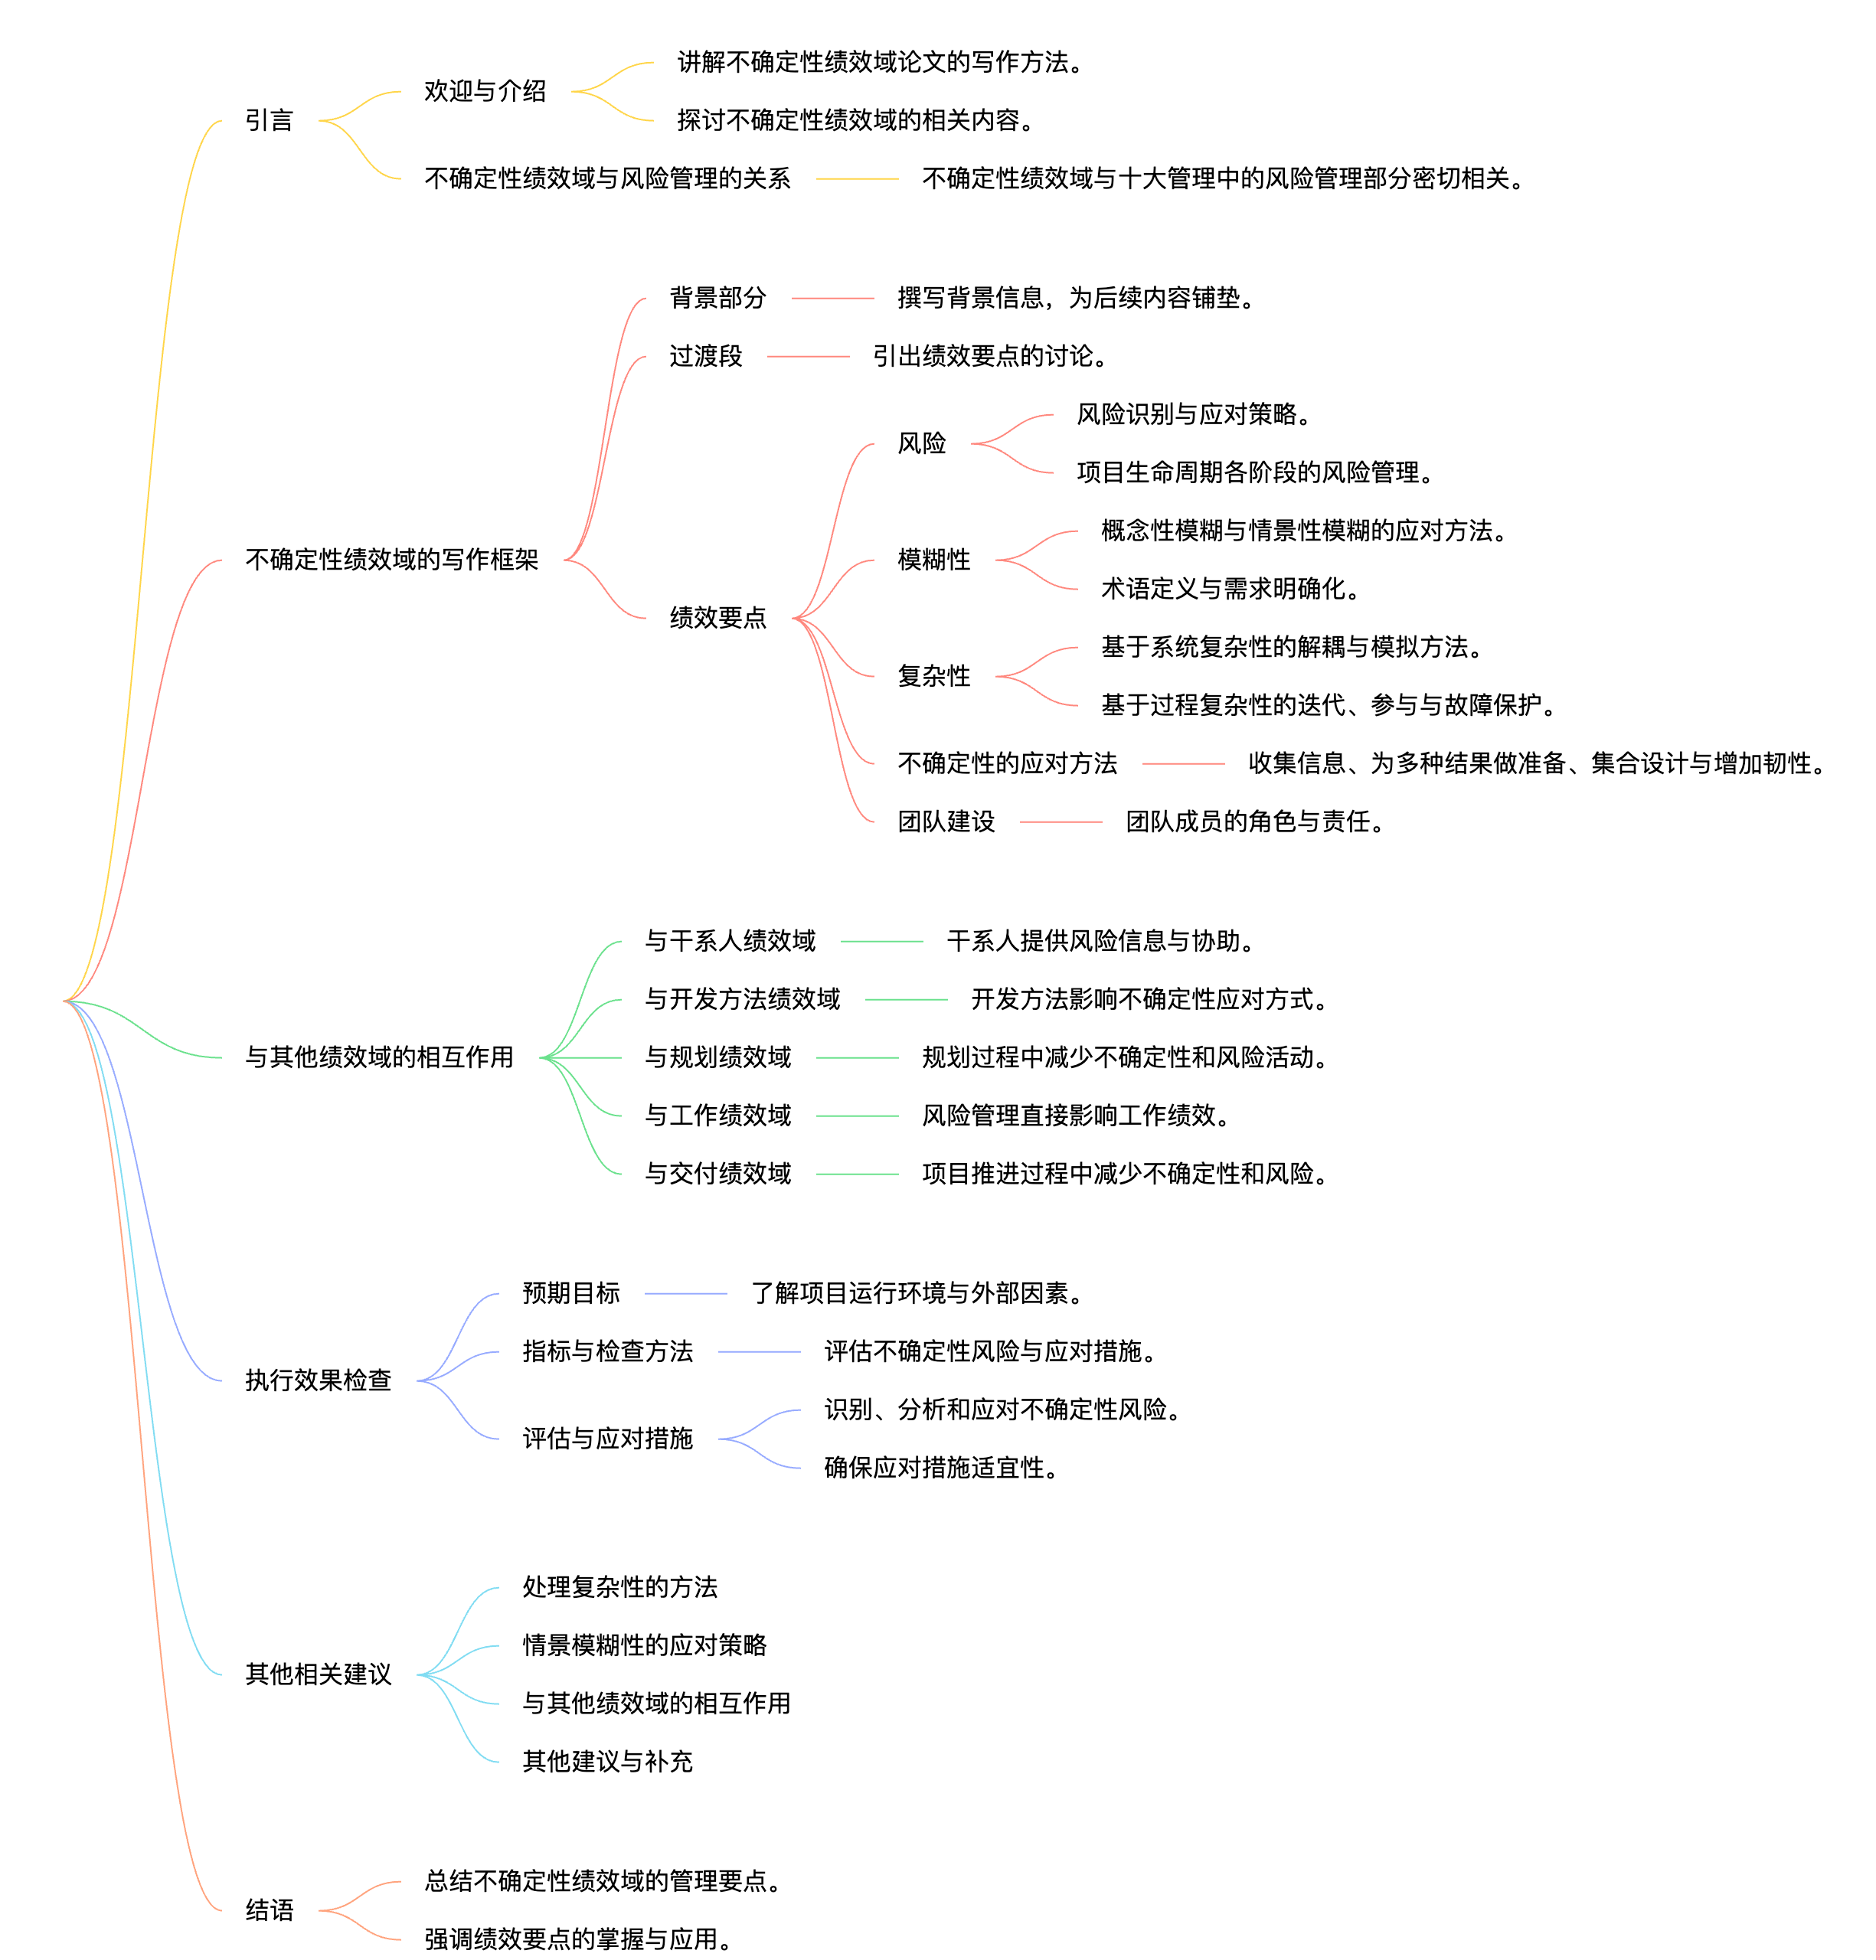 引言
欢迎与介绍
讲解不确定性绩效域论文的写作方法。
探讨不确定性绩效域的相关内容。
不确定性绩效域与风险管理的关系
不确定性绩效域与十大管理中的风险管理部分密切相关。
不确定性绩效域的写作框架
背景部分
撰写背景信息，为后续内容铺垫。
过渡段
引出绩效要点的讨论。
绩效要点
风险
风险识别与应对策略。
项目生命周期各阶段的风险管理。
模糊性
概念性模糊与情景性模糊的应对方法。
术语定义与需求明确化。
复杂性
基于系统复杂性的解耦与模拟方法。
基于过程复杂性的迭代、参与与故障保护。
不确定性的应对方法
收集信息、为多种结果做准备、集合设计与增加韧性。
团队建设
团队成员的角色与责任。
与其他绩效域的相互作用
与干系人绩效域
干系人提供风险信息与协助。
与开发方法绩效域
开发方法影响不确定性应对方式。
与规划绩效域
规划过程中减少不确定性和风险活动。
与工作绩效域
风险管理直接影响工作绩效。
与交付绩效域
项目推进过程中减少不确定性和风险。
执行效果检查
预期目标
了解项目运行环境与外部因素。
指标与检查方法
评估不确定性风险与应对措施。
评估与应对措施
识别、分析和应对不确定性风险。
确保应对措施适宜性。
其他相关建议
处理复杂性的方法
情景模糊性的应对策略
与其他绩效域的相互作用
其他建议与补充
结语
总结不确定性绩效域的管理要点。
强调绩效要点的掌握与应用。